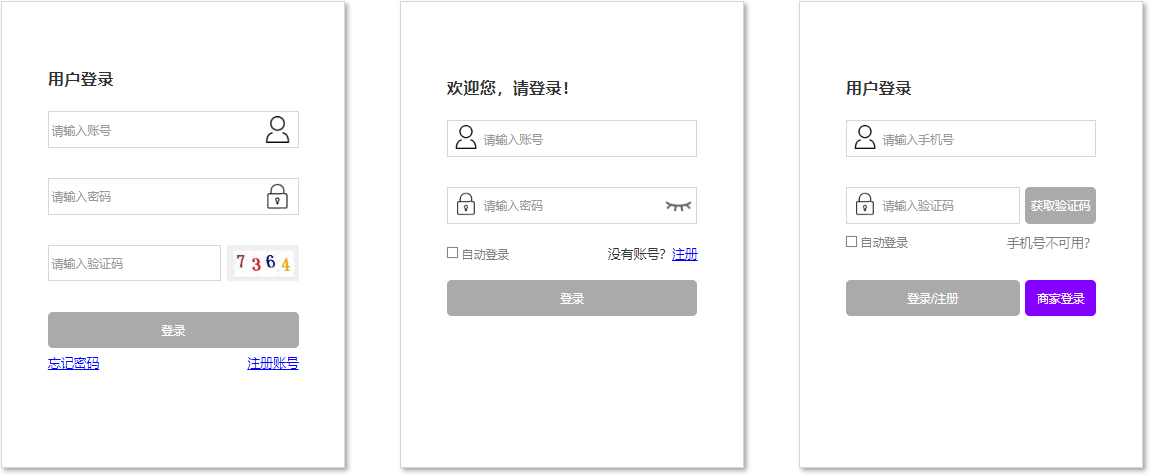 用户登录
请输入账号
请输入密码
请输入验证码
7364
登录
忘记密码 注册账号
欢迎您，请登录！
请输入账号
请输入密码
自动登录 没有账号？注册
登录
用户登录
请输入手机号
请输入验证码 获取验证码
自动登录 手机号不可用？
登录/注册 商家登录